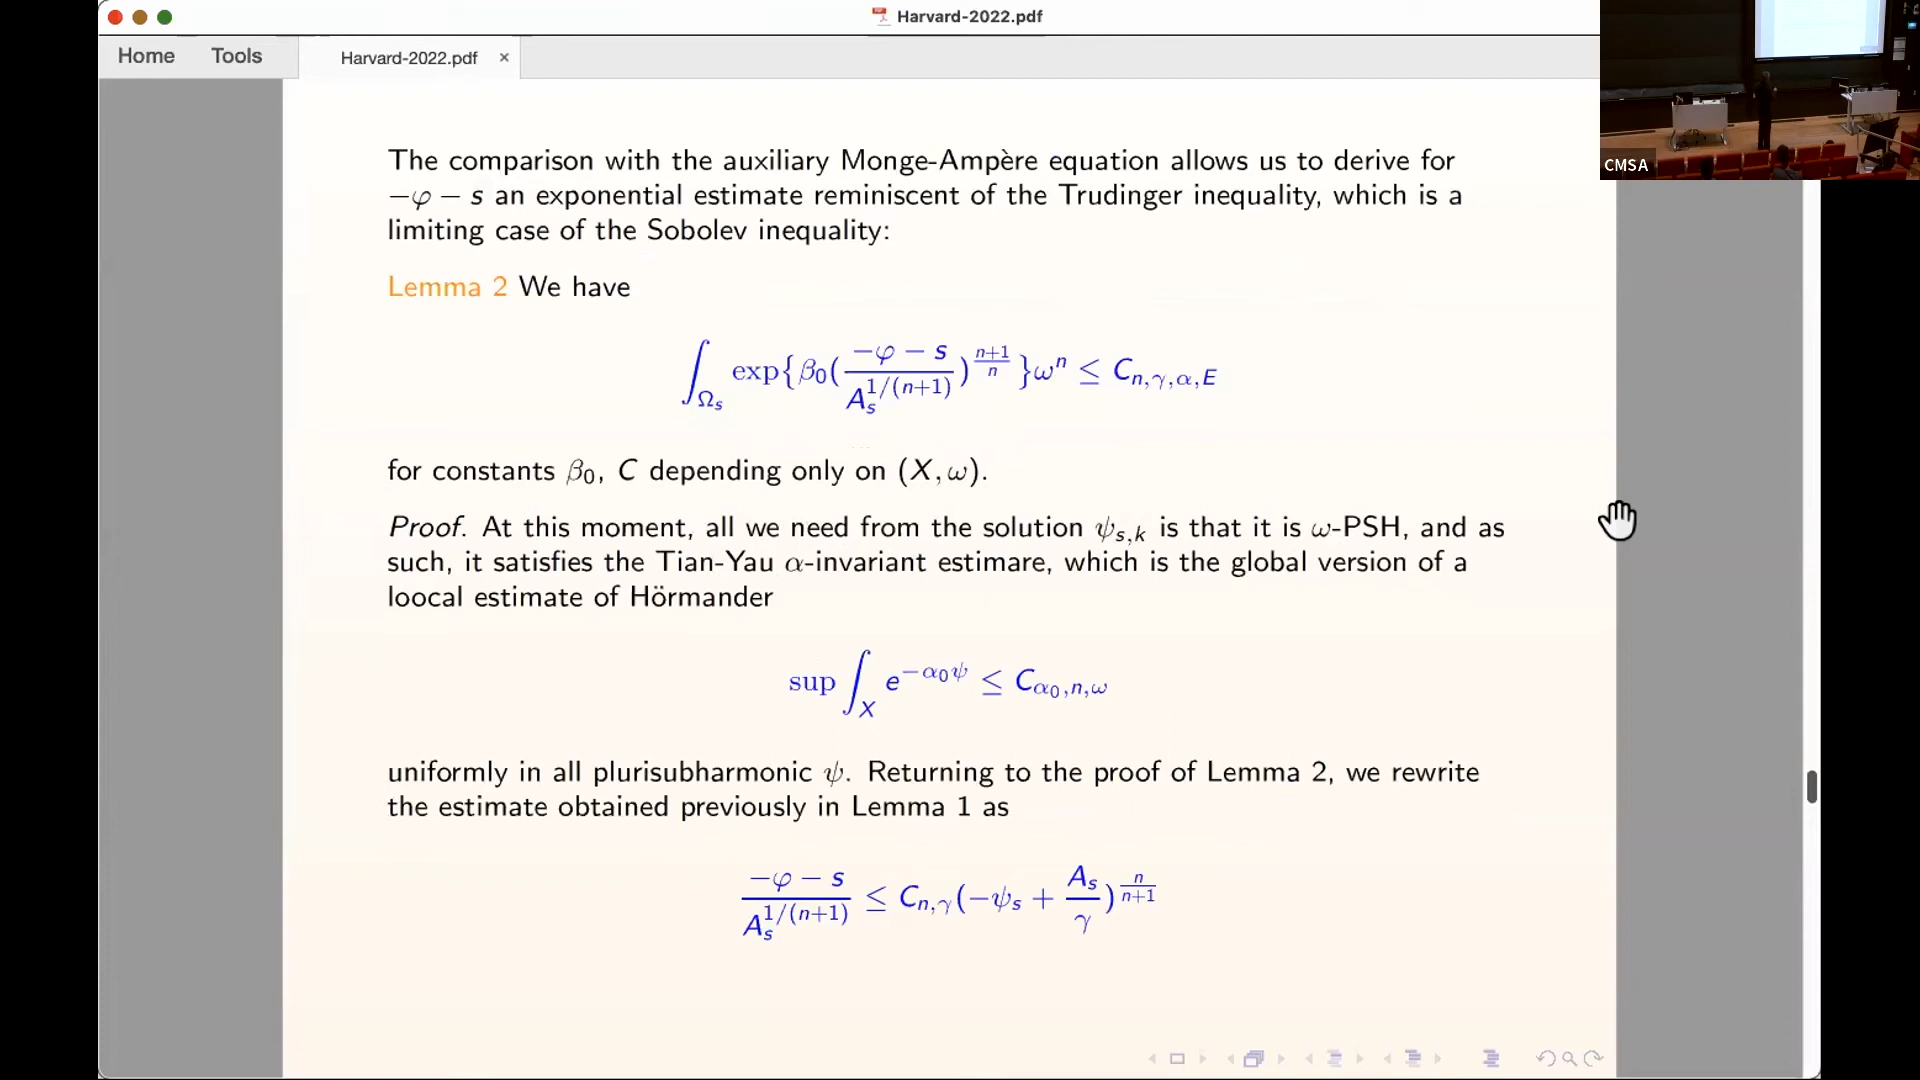 Harvard-2022.pdf
Home Tools Harvard-2022.pdf ×
CMSA
The comparison with the auxiliary Monge-Ampère equation allows us to derive for
−φ − s an exponential estimate reminiscent of the Trudinger inequality, which is a
limiting case of the Sobolev inequality:
Lemma 2 We have
∫_{Ω_s} exp{β_0(\frac{−φ − s}{A_s^{1/(n+1)}})^{\frac{n+1}{n}}}ω^n ≤ C_{n,γ,α,E}
for constants β_0, C depending only on (X, ω).
Proof. At this moment, all we need from the solution ψ_{s,k} is that it is ω-PSH, and as
such, it satisfies the Tian-Yau α-invariant estimare, which is the global version of a
loocal estimate of Hörmander
sup ∫_X e^{−α_0ψ} ≤ C_{α_0,n,ω}
uniformly in all plurisubharmonic ψ. Returning to the proof of Lemma 2, we rewrite
the estimate obtained previously in Lemma 1 as
\frac{−φ − s}{A_s^{1/(n+1)}} ≤ C_{n,γ}(−ψ_s + \frac{A_s}{γ})^{\frac{n}{n+1}}